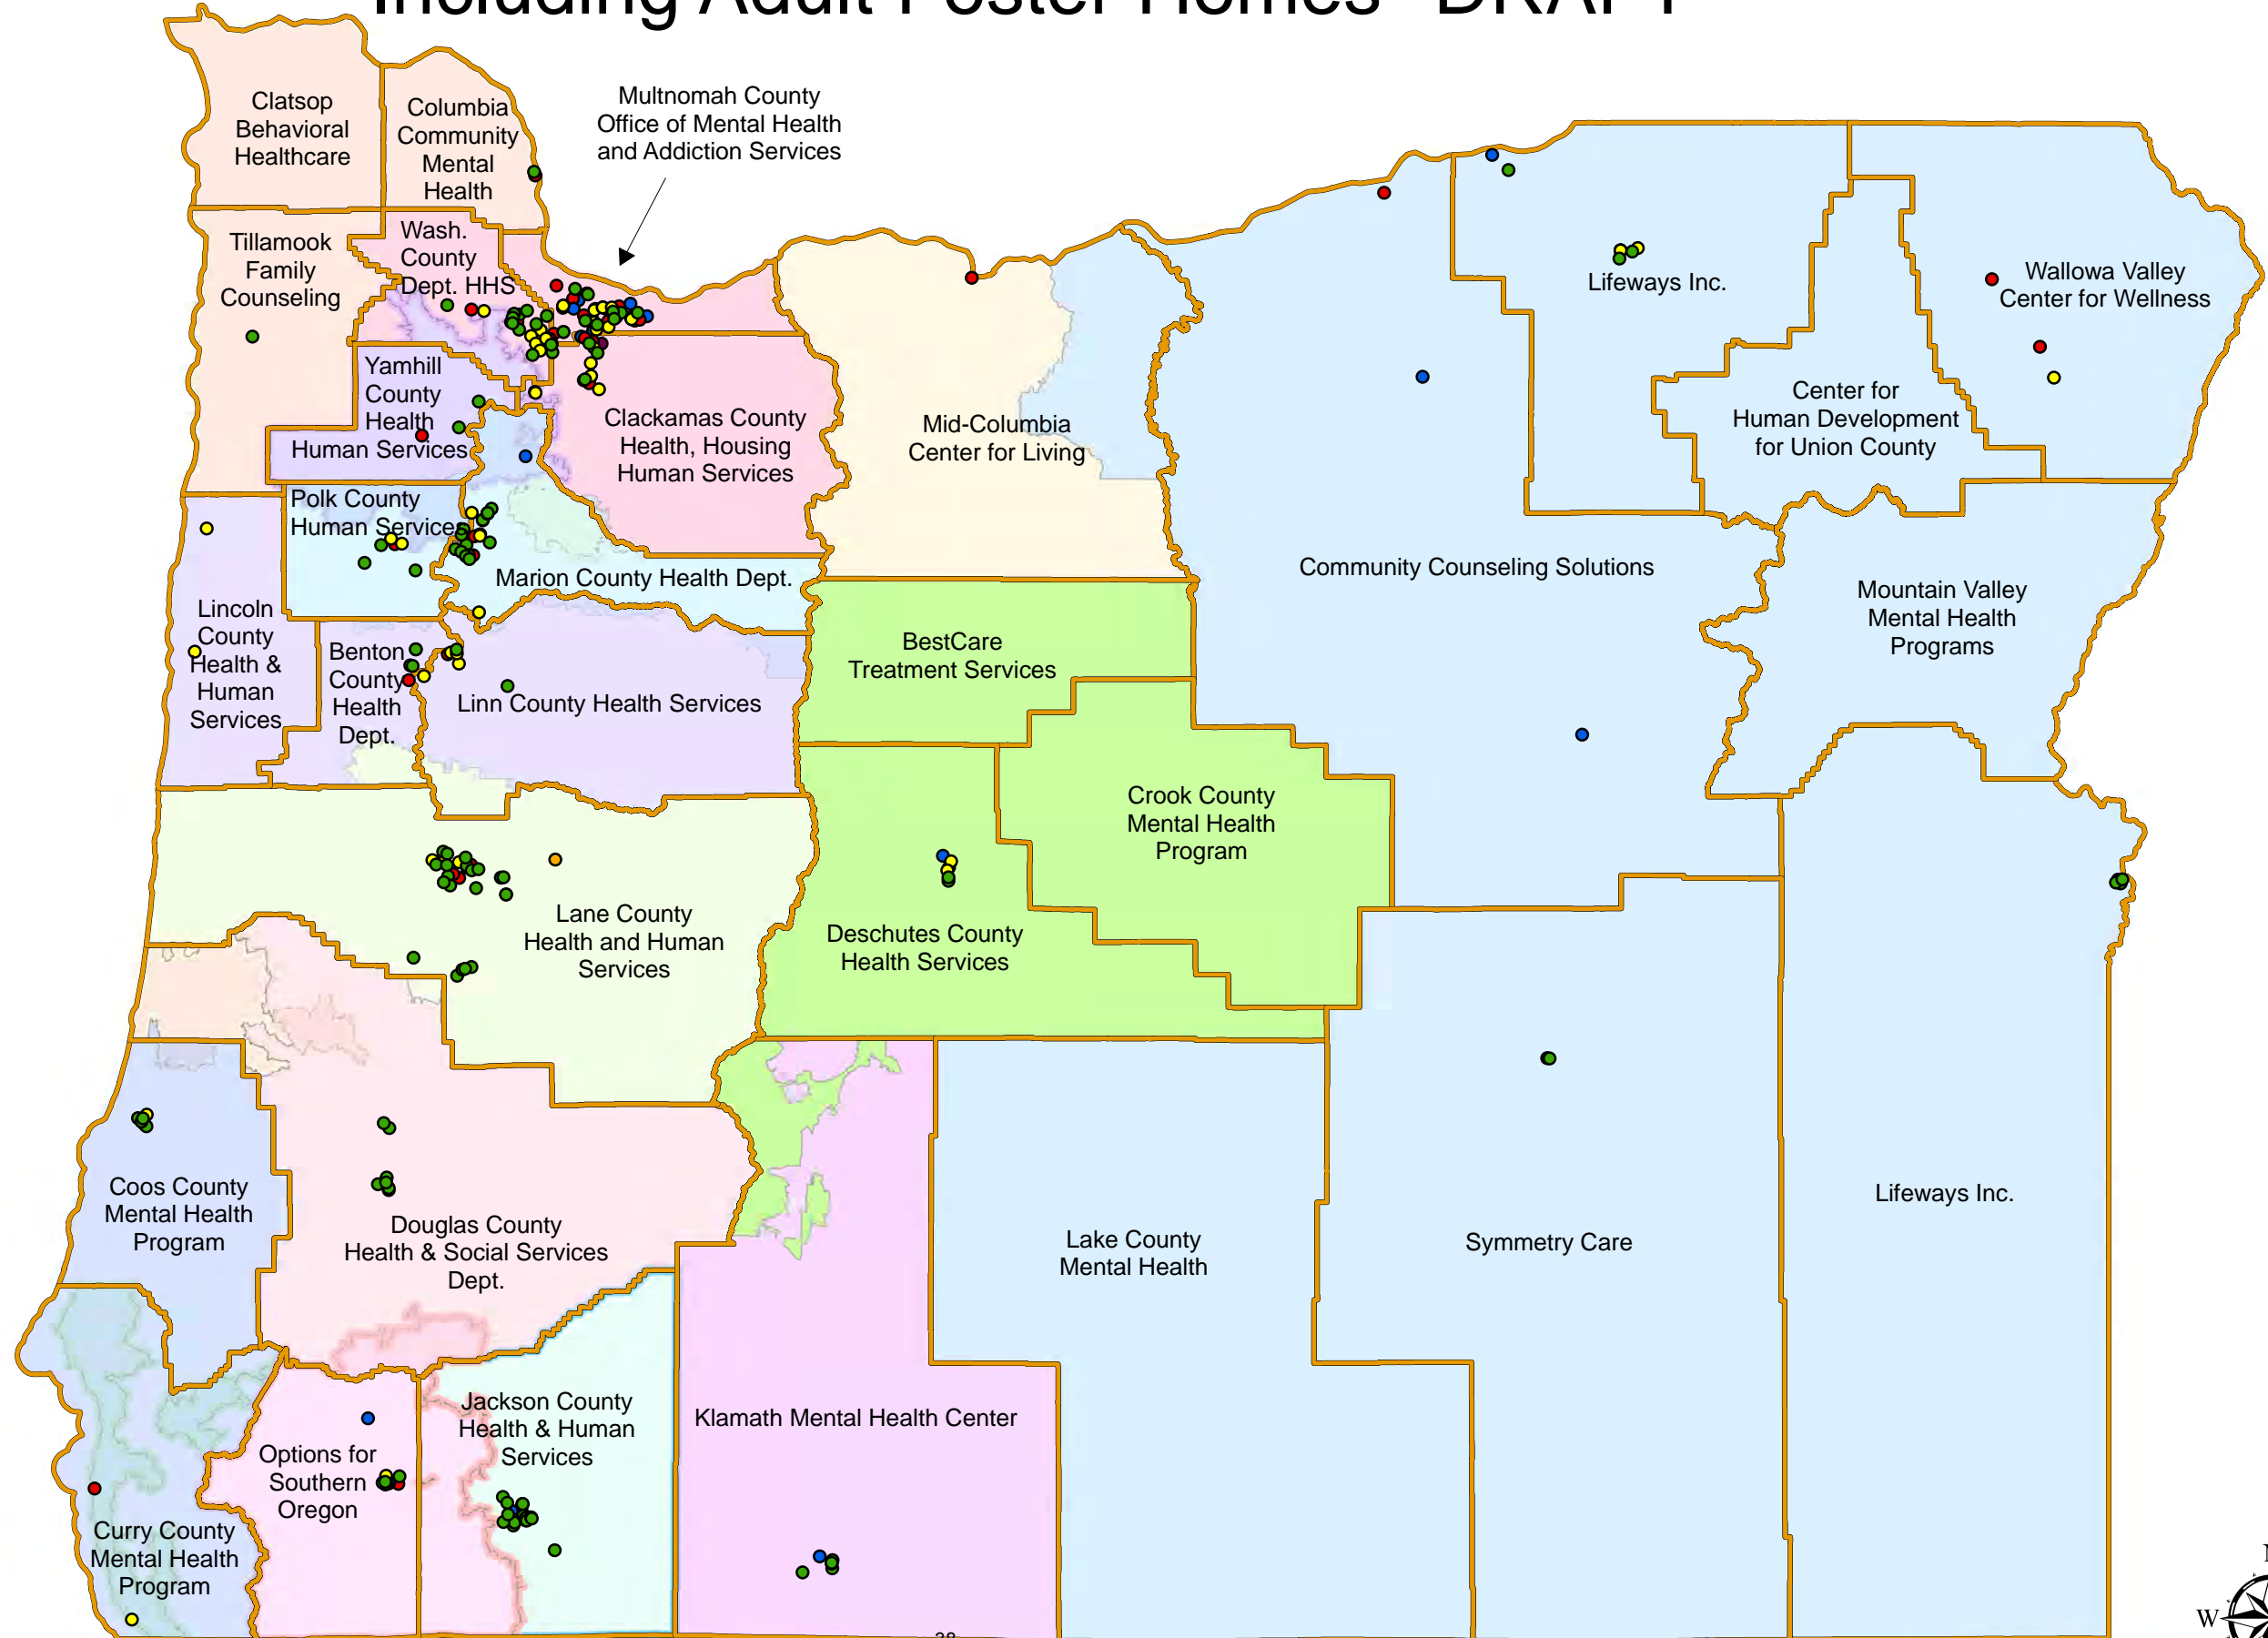 Including Adult Foster Homes -DRAFT
Clatsop
Behavioral
Healthcare
Columbia
Community
Mental
Health
Multnomah County
Office of Mental Health
and Addiction Services
Tillamook
Family
Counseling
Wash.
County
Dept. HHS
Lifeways Inc.
Wallowa Valley
Center for Wellness
Yamhill
County
Health
Human Services
Clackamas County
Health, Housing
Human Services
Mid-Columbia
Center for Living
Center for
Human Development
for Union County
Polk County
Human Services
Marion County Health Dept.
Community Counseling Solutions
Mountain Valley
Mental Health
Programs
Lincoln
County
Health &
Human
Services
Benton
County
Health
Dept.
Linn County Health Services
BestCare
Treatment Services
Crook County
Mental Health
Program
Lane County
Health and Human
Services
Deschutes County
Health Services
Coos County
Mental Health
Program
Douglas County
Health & Social Services
Dept.
Lake County
Mental Health
Symmetry Care
Lifeways Inc.
Jackson County
Health & Human
Services
Klamath Mental Health Center
Options for
Southern
Oregon
Curry County
Mental Health
Program
W